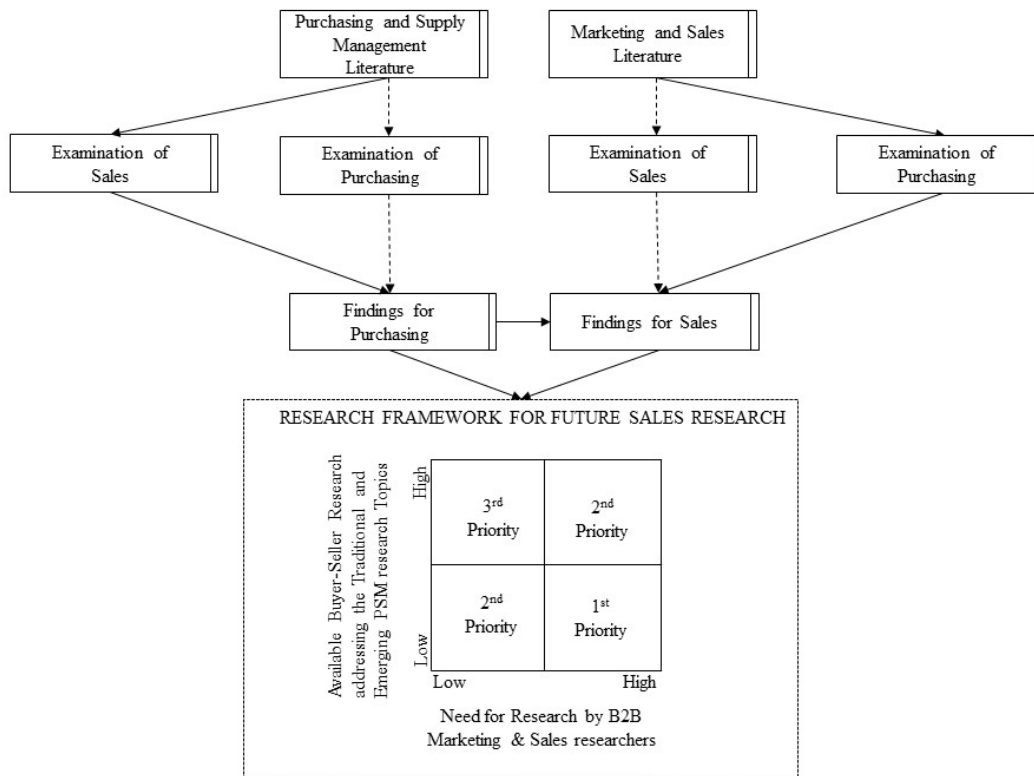 Purchasing and Supply
Management
Literature
Marketing and Sales
Literature
Examination of
Sales
Examination of
Purchasing
Examination of
Sales
Examination of
Purchasing
Findings for
Purchasing
Findings for Sales
RESEARCH FRAMEWORK FOR FUTURE SALES RESEARCH
Available Buyer-Seller Research
addressing the Traditional and
Emerging PSM research Topics
High
Low
3rd
Priority
2nd
Priority
2nd
Priority
1st
Priority
Low
High
Need for Research by B2B
Marketing & Sales researchers